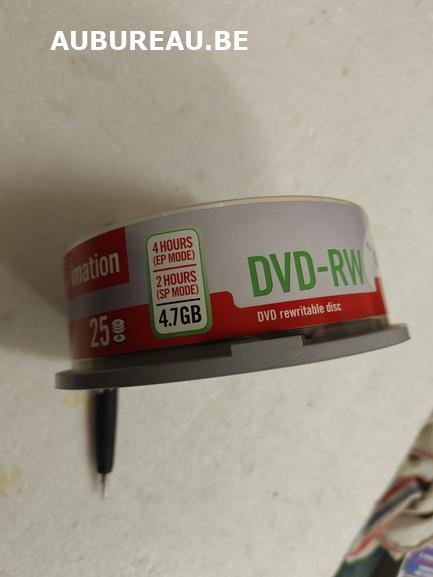 AUBUREAU.BE
imation
25
4 HOURS
(EP MODE)
2 HOURS
(SP MODE)
4.7GB
DVD-RW
DVD rewritable disc